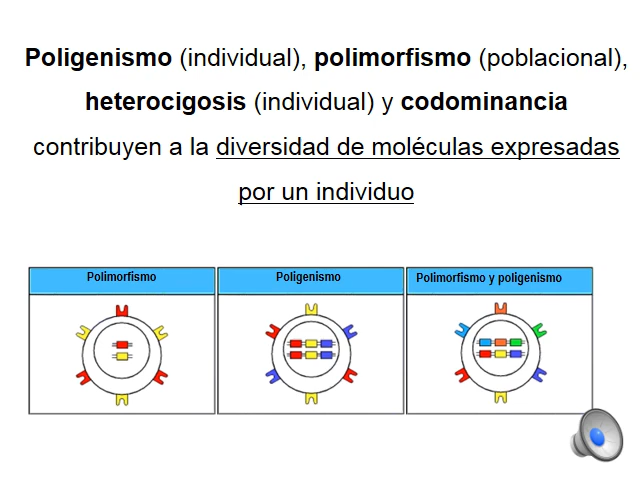 Poligenismo (individual), polimorfismo (poblacional),
heterocigosis (individual) y codominancia
contribuyen a la diversidad de moléculas expresadas
por un individuo
Polimorfismo
Poligenismo
Polimorfismo y poligenismo